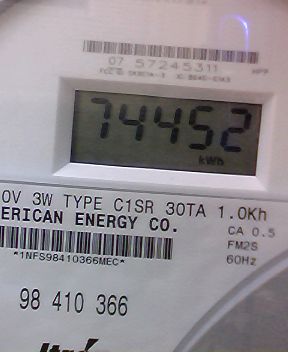 07 57245311
74452
kWh
0V 3W TYPE C1SR 30TA 1.0Kh
ERICAN ENERGY CO.
CA 0.5
FM2S
*1NFS98410366MEC*
60Hz
98 410 366